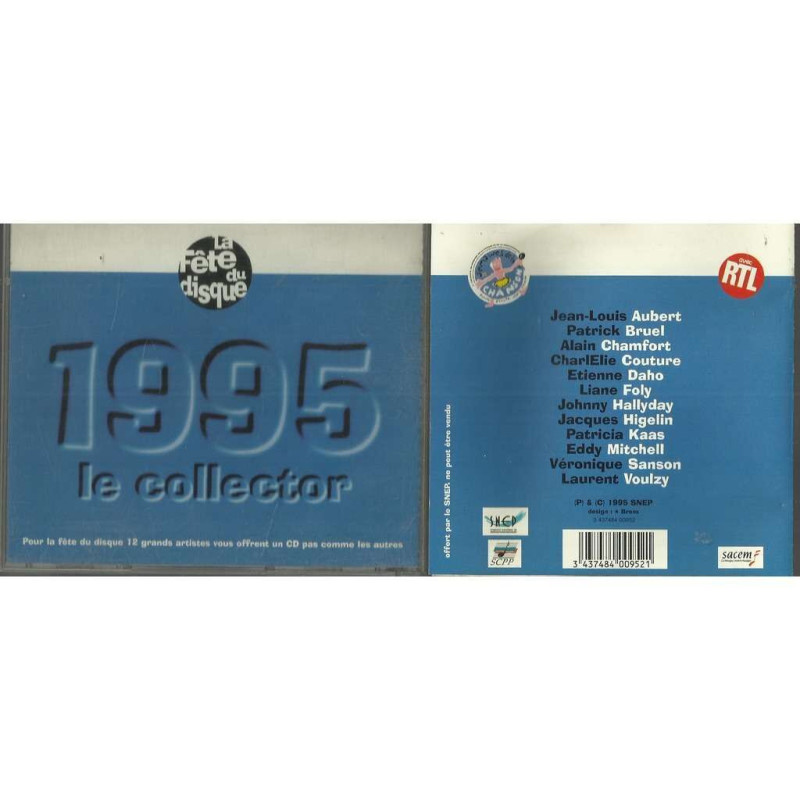 La
Fête
du
disque
1995
le collector
Pour la fête du disque 12 grands artistes vous offrent un CD pas comme les autres
CHANSON
avec
RTL
Jean-Louis Aubert
Patrick Bruel
Alain Chamfort
CharlElie Couture
Etienne Daho
Liane Foly
Johnny Hallyday
Jacques Higelin
Patricia Kaas
Eddy Mitchell
Véronique Sanson
Laurent Voulzy
(P) & (C) 1995 SNEP
offert par le SNEP, ne peut être vendu
SNEP
SCPP
3 437484 009521
sacem